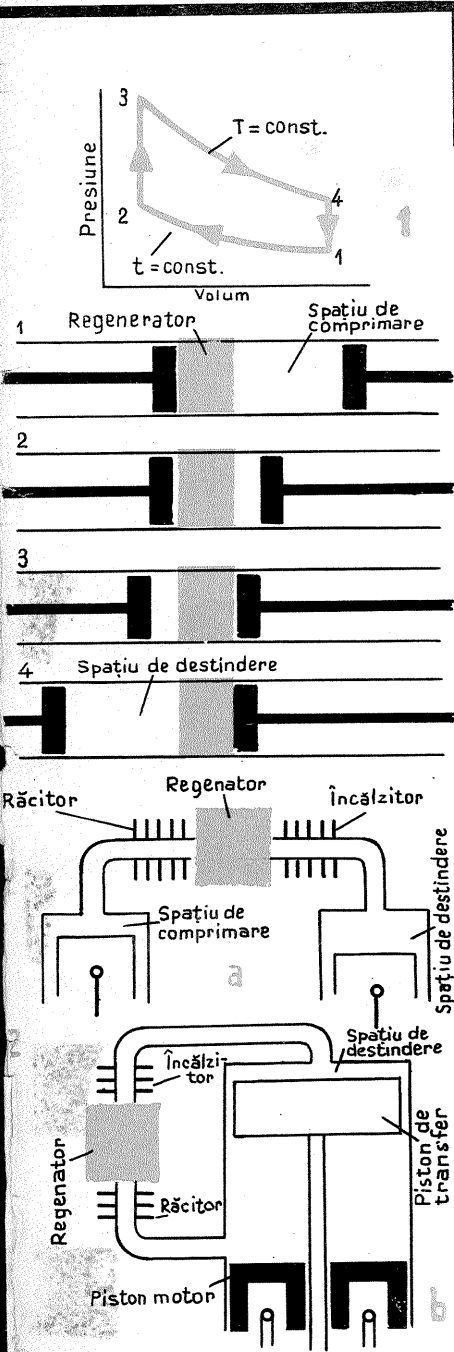 3
T = const.
Presiune
2
4
1
t = const.
1
Volum
1
Regenerator
Spațiu de
comprimare
2
3
4
Spațiu de destindere
Răcitor
Regenator
Încălzitor
Spațiu de
comprimare
Spațiu de destindere
a
Spațiu de
destindere
Încălzi-
tor
Piston de
transfer
Regenator
Răcitor
Piston motor
b